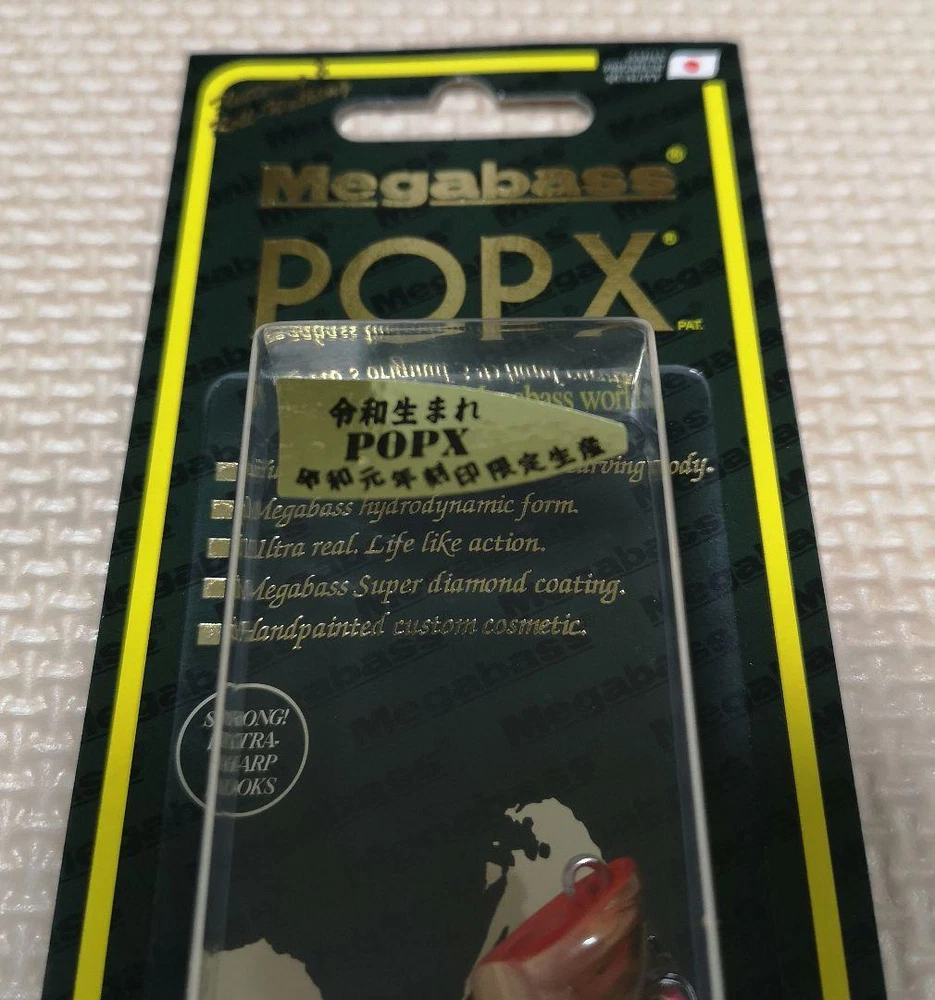 Megabass®
POPX®
PAT.
令和生まれ
POPX
令和元年刻印限定生産
body.
Megabass hydrodynamic form.
Ultra real. Life like action.
Megabass Super diamond coating.
Handpainted custom cosmetic.
STRONG!
EXTRA-
SHARP
HOOKS